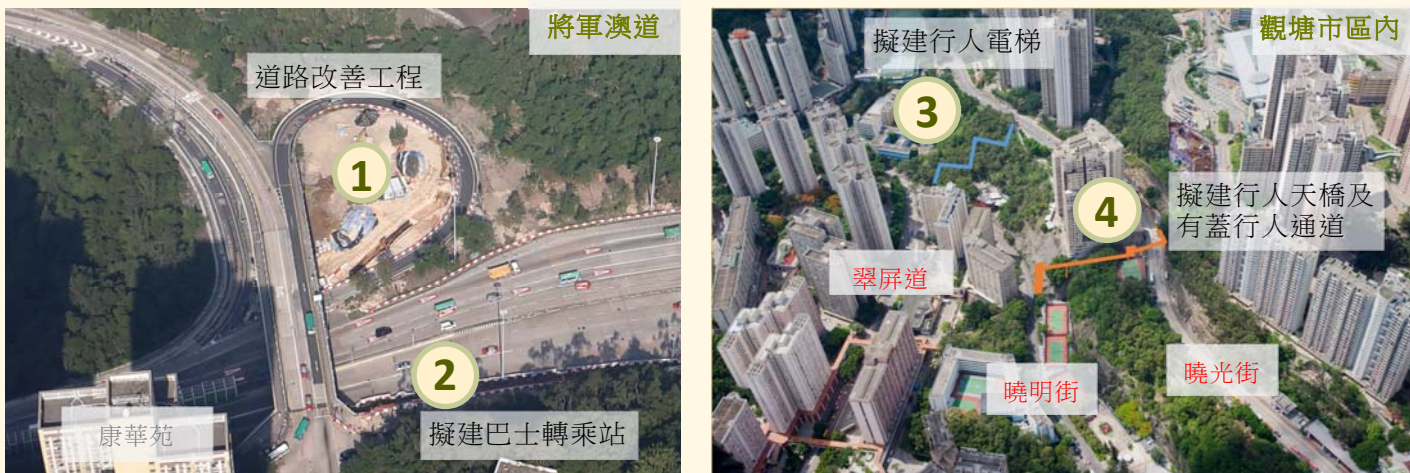 將軍澳道
道路改善工程
1
2
康華苑
擬建巴士轉乘站
觀塘市區內
擬建行人電梯
3
4
擬建行人天橋及
有蓋行人通道
翠屏道
曉明街
曉光街